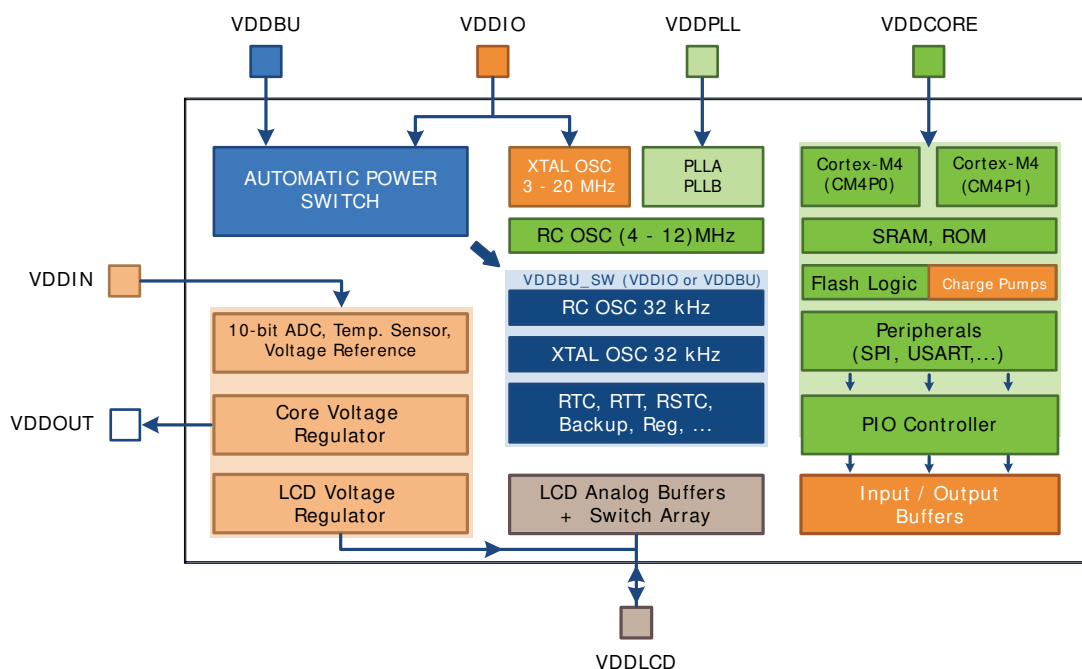 VDDBU
VDDIO
VDDPLL
VDDCORE
AUTOMATIC POWER
SWITCH
XTAL OSC
3 - 20 MHz
PLLA
PLLB
Cortex-M4
(CM4P0)
Cortex-M4
(CM4P1)
RC OSC (4 - 12)MHz
SRAM, ROM
VDDIN
VDDBU_SW (VDDIO or VDDBU)
RC OSC 32 kHz
Flash Logic
Charge Pumps
10-bit ADC, Temp. Sensor,
Voltage Reference
XTAL OSC 32 kHz
Peripherals
(SPI, USART,...)
VDDOUT
Core Voltage
Regulator
RTC, RTT, RSTC,
Backup, Reg, ...
PIO Controller
LCD Voltage
Regulator
LCD Analog Buffers
+ Switch Array
Input / Output
Buffers
VDDLCD